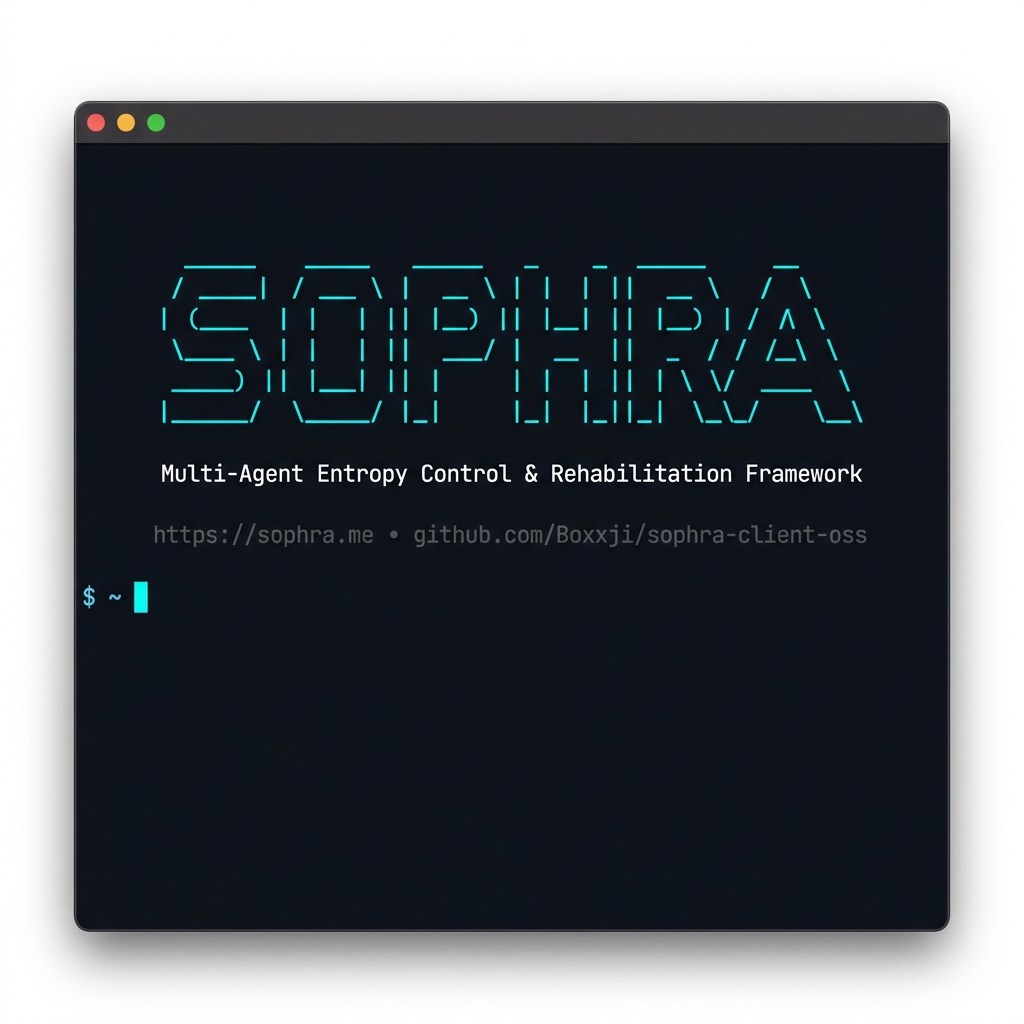 SOPHRA
Multi-Agent Entropy Control & Rehabilitation Framework
https://sophra.me • github.com/Boxxji/sophra-client-oss
$ ~